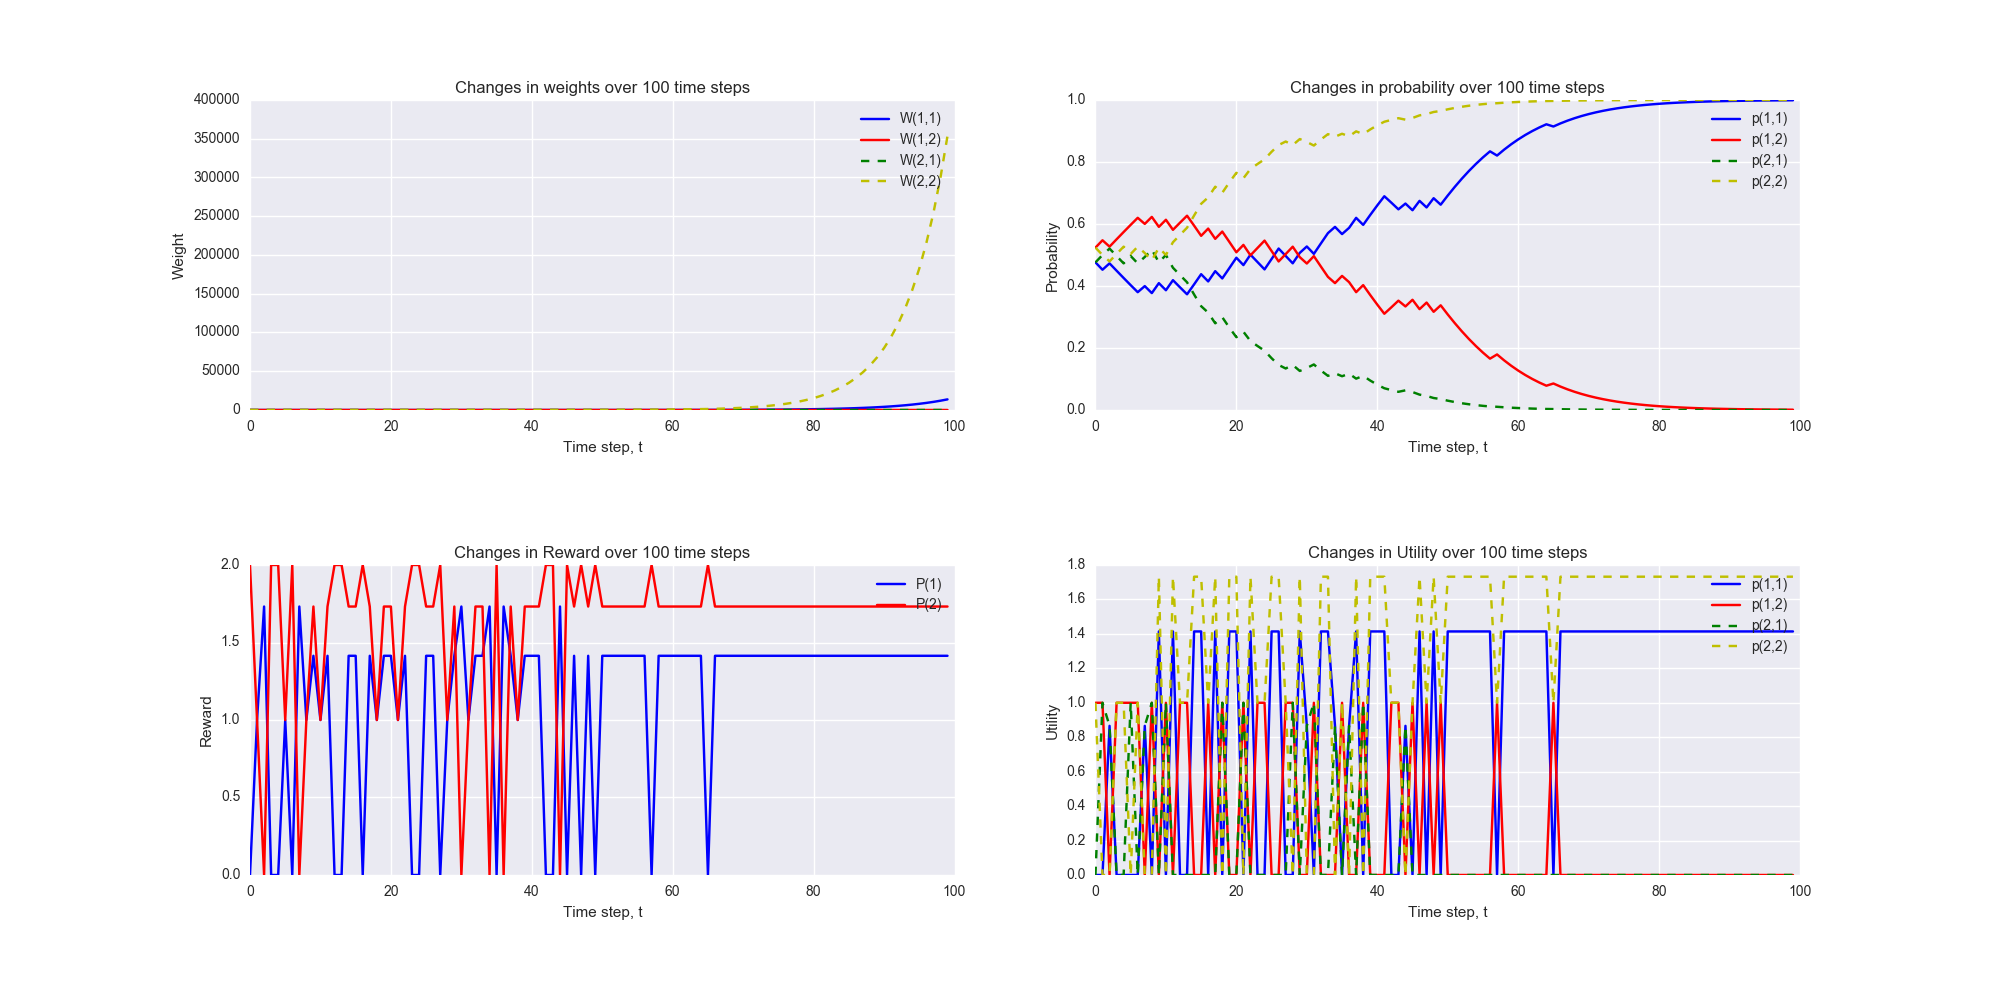 Changes in weights over 100 time steps
400000
350000
300000
250000
200000
150000
100000
50000
0
Weight
0 20 40 60 80 100
Time step, t
W(1,1)
W(1,2)
W(2,1)
W(2,2)
Changes in probability over 100 time steps
1.0
0.8
0.6
0.4
0.2
0.0
Probability
0 20 40 60 80 100
Time step, t
p(1,1)
p(1,2)
p(2,1)
p(2,2)
Changes in Reward over 100 time steps
2.0
1.5
1.0
0.5
0.0
Reward
0 20 40 60 80 100
Time step, t
P(1)
P(2)
Changes in Utility over 100 time steps
1.8
1.6
1.4
1.2
1.0
0.8
0.6
0.4
0.2
0.0
Utility
0 20 40 60 80 100
Time step, t
p(1,1)
p(1,2)
p(2,1)
p(2,2)